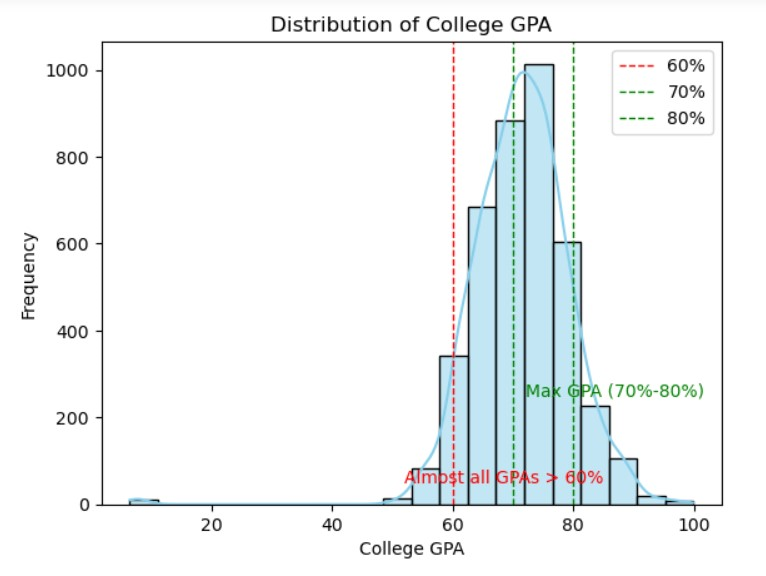 Distribution of College GPA
60%
70%
80%
1000
800
600
400
200
0
Frequency
Max GPA (70%-80%)
Almost all GPAs > 60%
20
40
60
80
100
College GPA